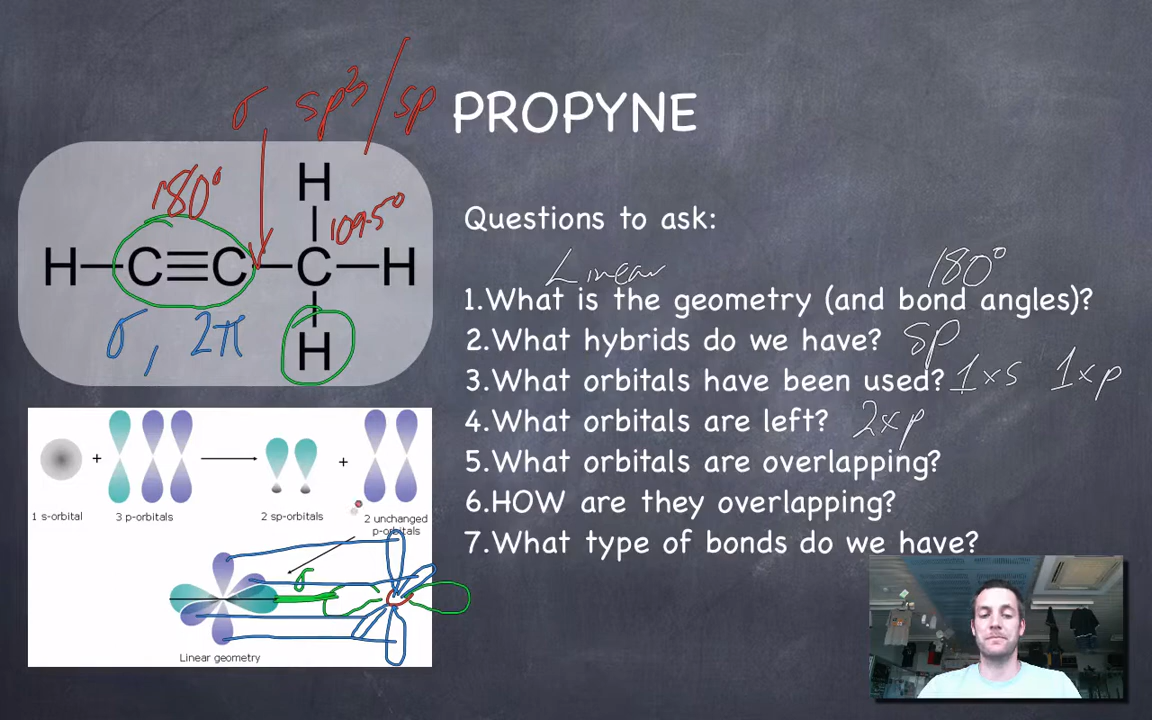 PROPYNE
σ sp³/sp
180°
H
109.5°
H—C≡C—C—H
H
σ, 2π
Questions to ask:
Linear 180°
1.What is the geometry (and bond angles)?
2.What hybrids do we have? sp
3.What orbitals have been used? 1×s 1×p
4.What orbitals are left? 2×p
5.What orbitals are overlapping?
6.HOW are they overlapping?
7.What type of bonds do we have?
+ +
1 s-orbital 3 p-orbitals 2 sp-orbitals 2 unchanged
p-orbitals
σ
Linear geometry